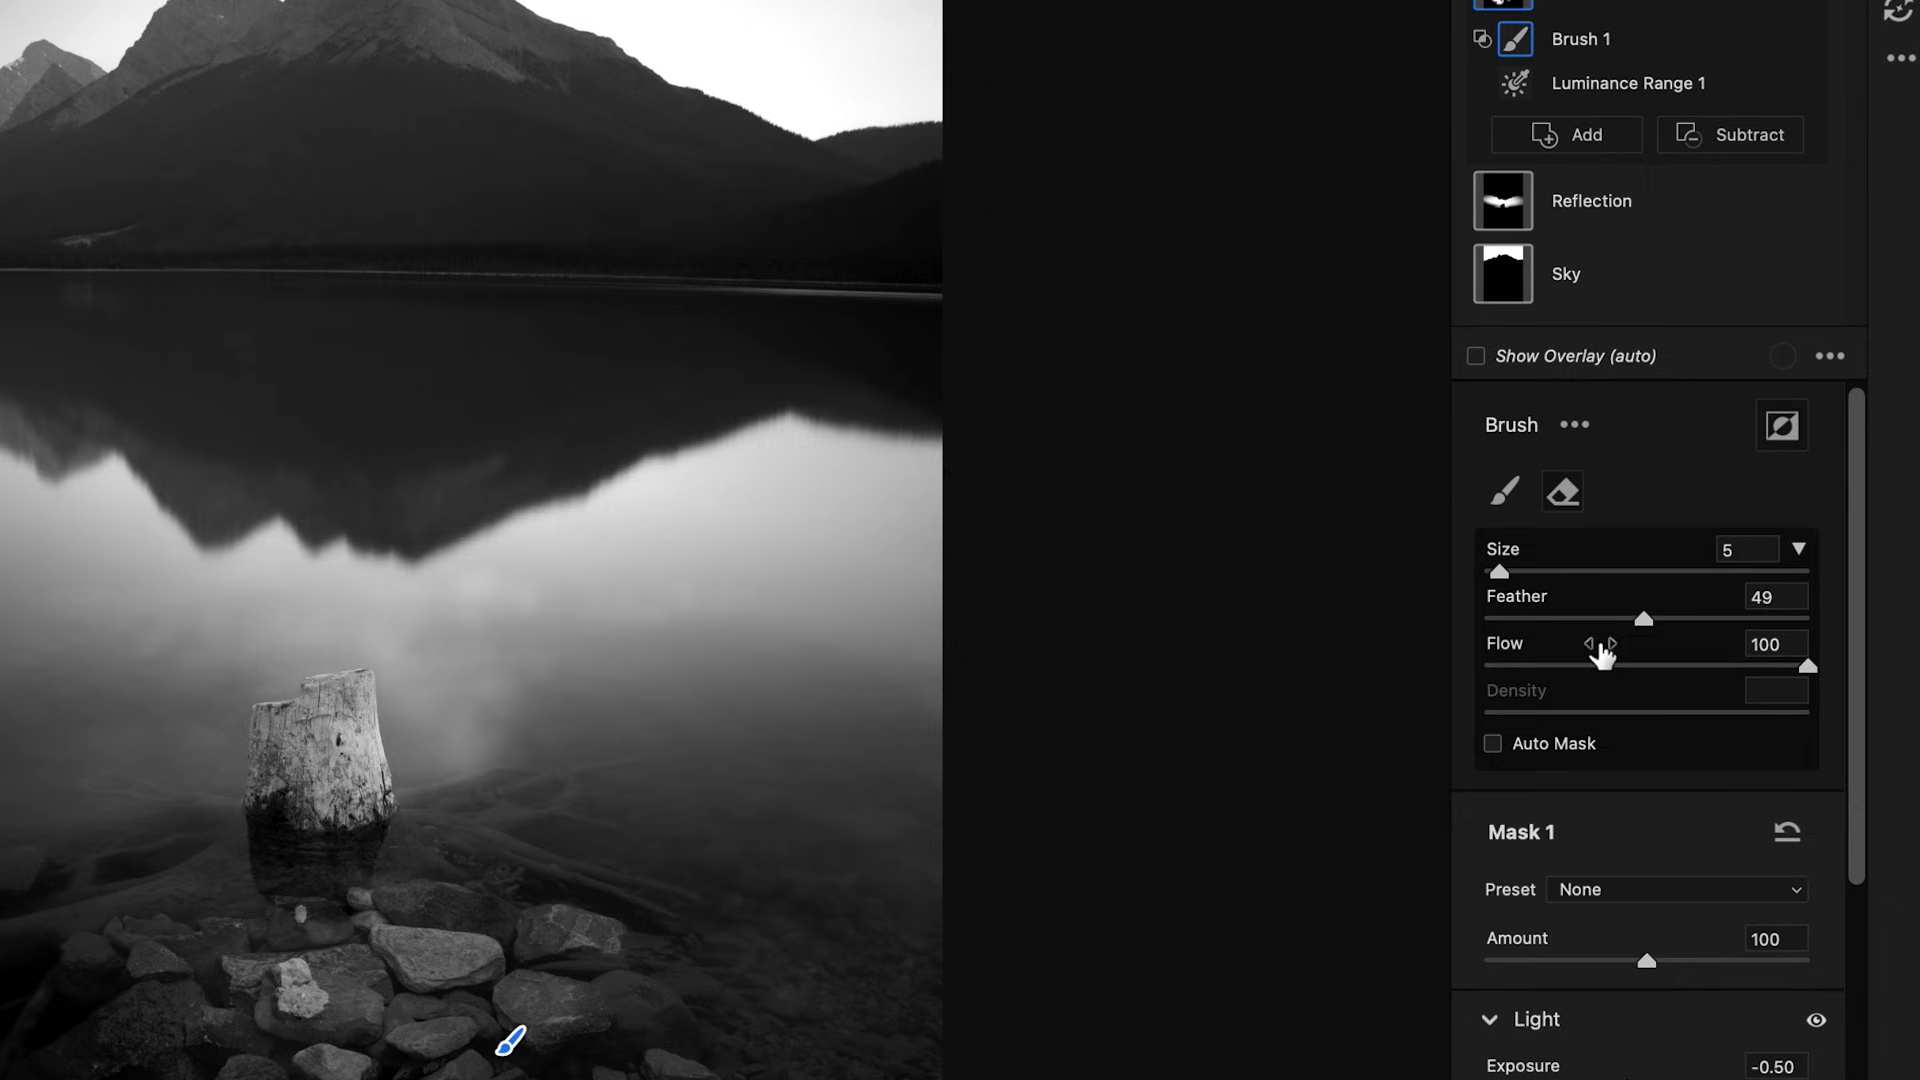 Brush 1
Luminance Range 1
Add
Subtract
Reflection
Sky
Show Overlay (auto)
Brush
Size
5
Feather
49
Flow
100
Density
Auto Mask
Mask 1
Preset
None
Amount
100
Light
Exposure
-0.50